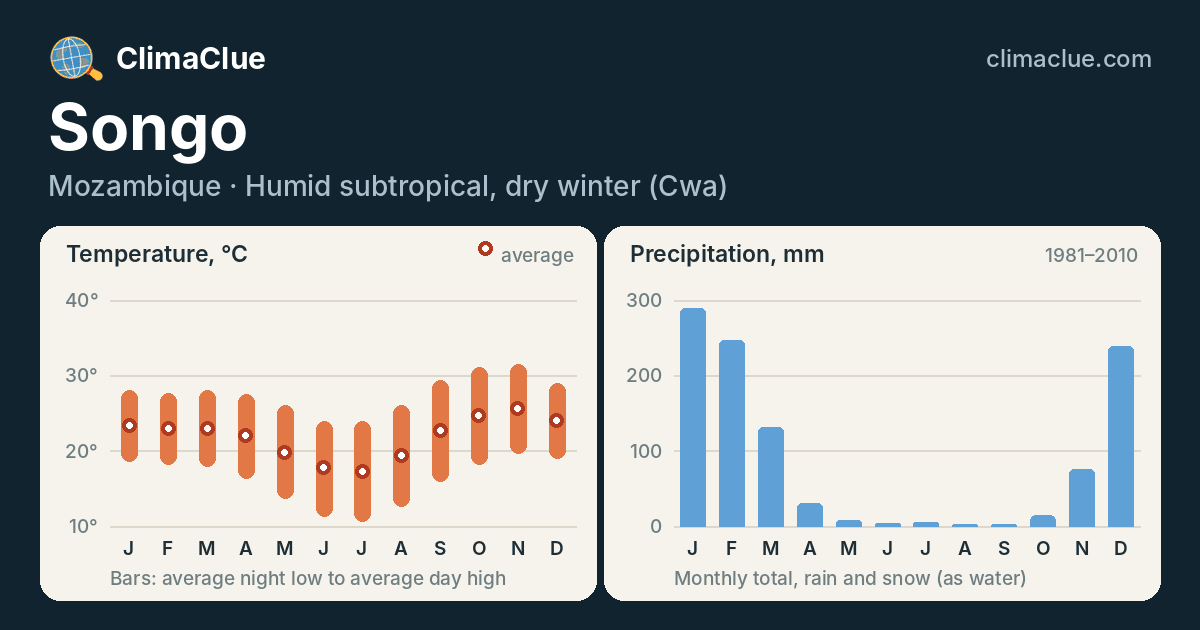 ClimaClue
climaclue.com
Songo
Mozambique · Humid subtropical, dry winter (Cwa)
Temperature, °C
average
40°
30°
20°
10°
J F M A M J J A S O N D
Bars: average night low to average day high
Precipitation, mm
1981–2010
300
200
100
0
J F M A M J J A S O N D
Monthly total, rain and snow (as water)